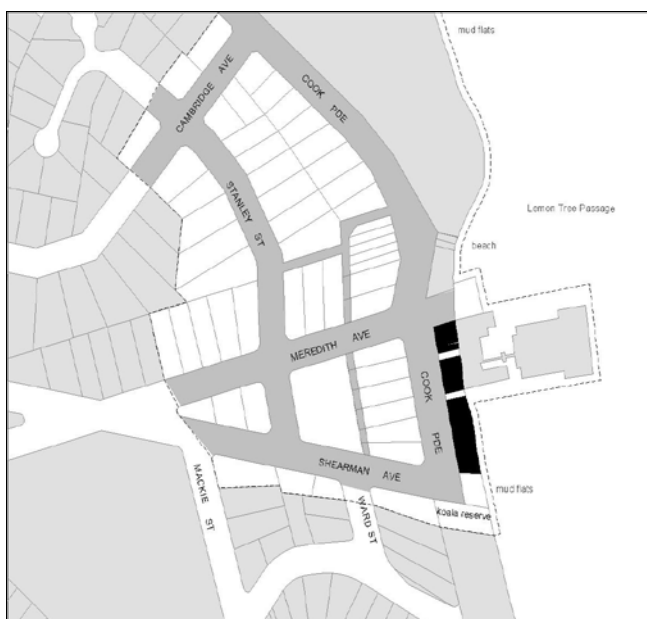 mud flats
COOK PDE
CAMBRIDGE AVE
STANLEY ST
Lemon Tree Passage
beach
MEREDITH AVE
COOK PDE
SHEARMAN AVE
mud flats
MACKIE ST
WARD ST
koala reserve